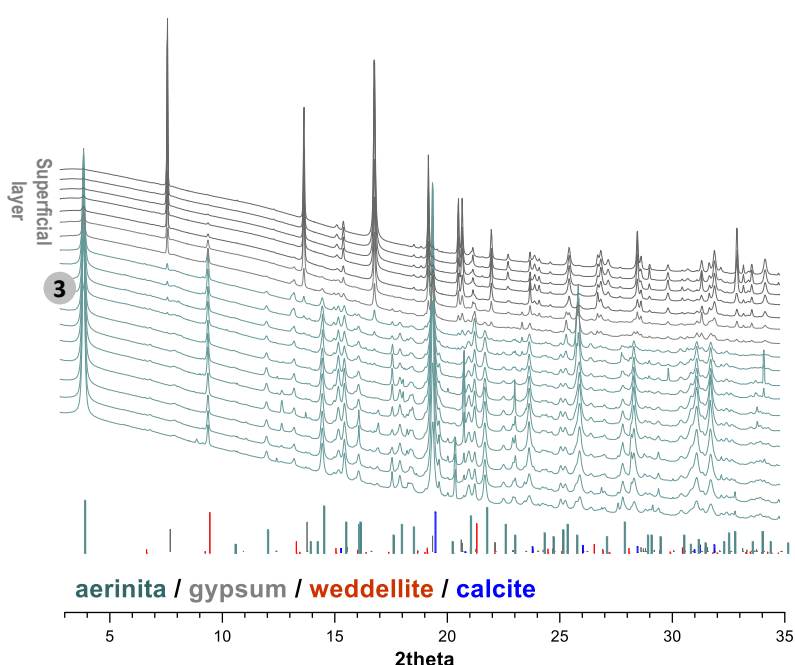 Superficial
layer
3
aerinita / gypsum / weddellite / calcite
5 10 15 20 25 30 35
2theta